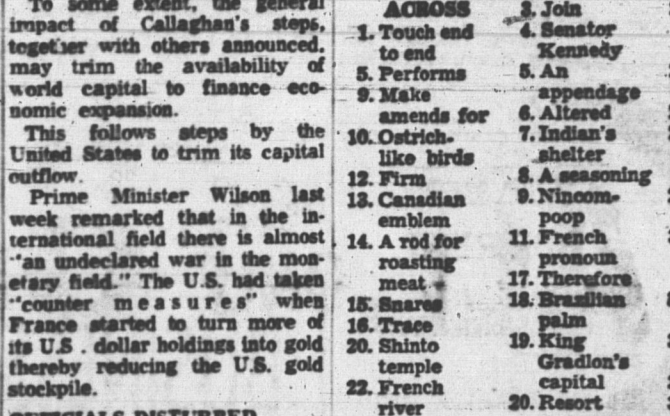 To some extent, the general
impact of Callaghan's steps,
together with others announced,
may trim the availability of
world capital to finance eco-
nomic expansion.
This follows steps by the
United States to trim its capital
outflow.
Prime Minister Wilson last
week remarked that in the in-
ternational field there is almost
"an undeclared war in the mon-
etary field." The U.S. had taken
"counter measures" when
France started to turn more of
its U.S. dollar holdings into gold
thereby reducing the U.S. gold
stockpile.
OFFICIALS DISTURBED
ACROSS
1. Touch end
to end
5. Performs
9. Make
amends for
10. Ostrich-
like birds
12. Firm
13. Canadian
emblem
14. A rod for
roasting
meat
15. Snares
16. Trace
20. Shinto
temple
22. French
river
3. Join
4. Senator
Kennedy
5. An
appendage
6. Altered
7. Indian's
shelter
8. A seasoning
9. Nincom-
poop
11. French
pronoun
17. Therefore
18. Brazilian
palm
19. King
Gradlon's
capital
20. Resort